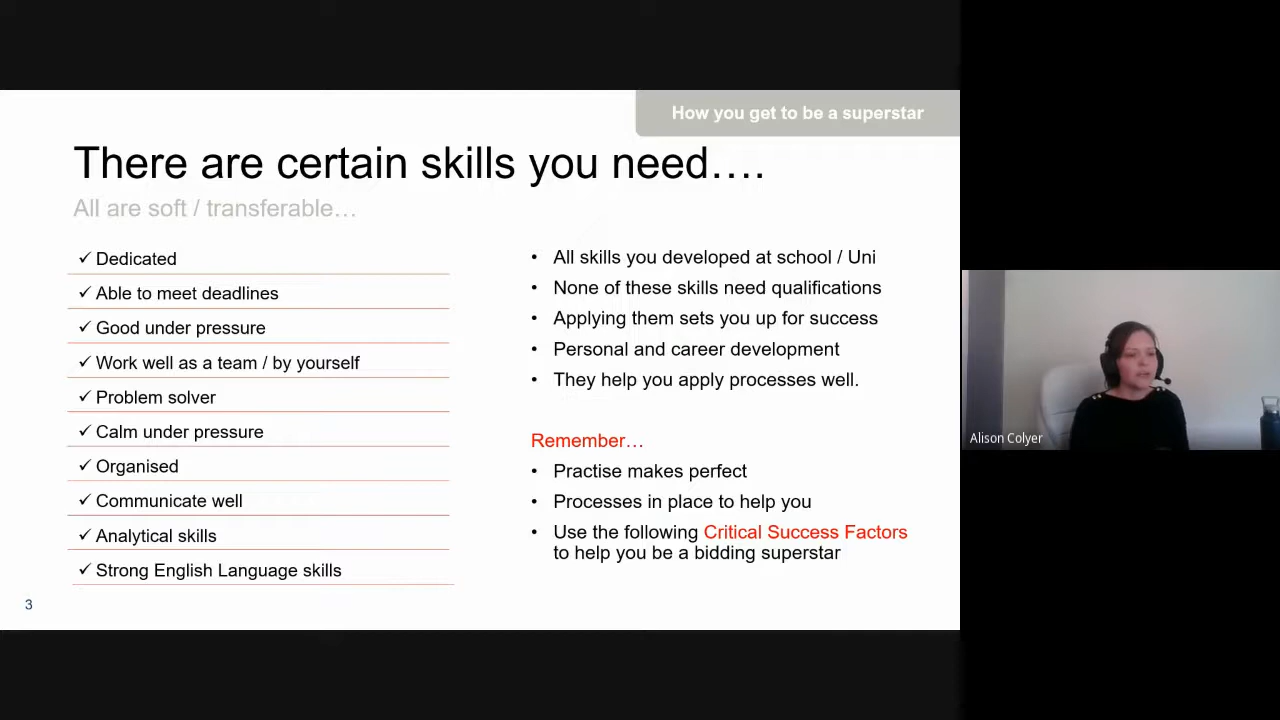 How you get to be a superstar
There are certain skills you need….
All are soft / transferable…
✓ Dedicated
✓ Able to meet deadlines
✓ Good under pressure
✓ Work well as a team / by yourself
✓ Problem solver
✓ Calm under pressure
✓ Organised
✓ Communicate well
✓ Analytical skills
✓ Strong English Language skills
• All skills you developed at school / Uni
• None of these skills need qualifications
• Applying them sets you up for success
• Personal and career development
• They help you apply processes well.
Remember…
• Practise makes perfect
• Processes in place to help you
• Use the following Critical Success Factors
to help you be a bidding superstar
3
Alison Colyer